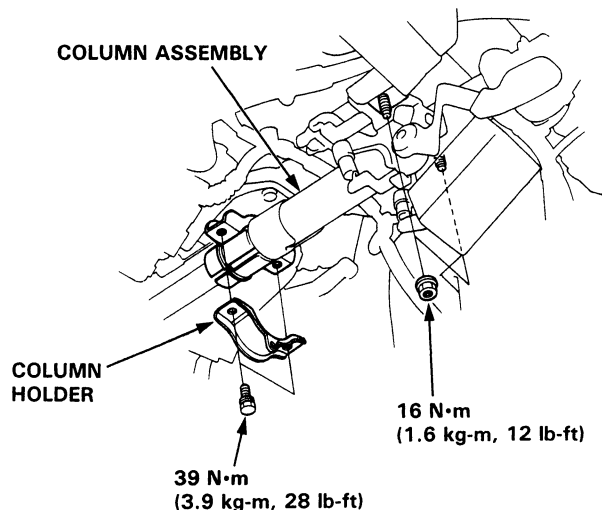 COLUMN ASSEMBLY
COLUMN
HOLDER
16 N•m
(1.6 kg-m, 12 lb-ft)
39 N•m
(3.9 kg-m, 28 lb-ft)